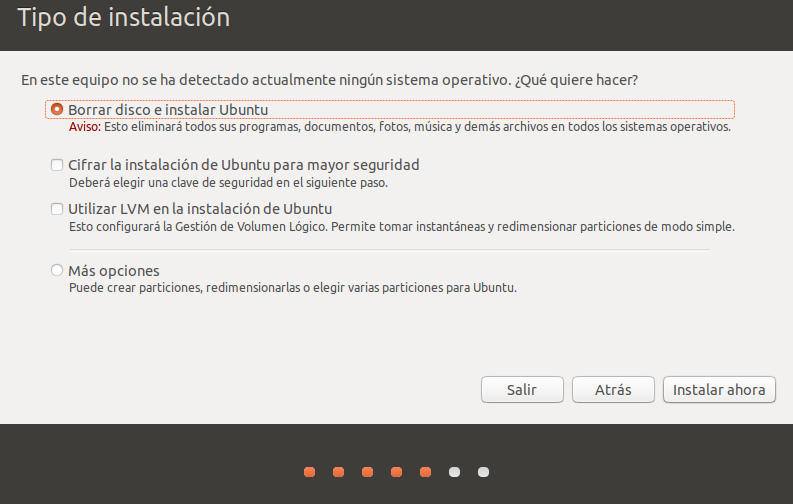 Tipo de instalación
En este equipo no se ha detectado actualmente ningún sistema operativo. ¿Qué quiere hacer?
Borrar disco e instalar Ubuntu
Aviso: Esto eliminará todos sus programas, documentos, fotos, música y demás archivos en todos los sistemas operativos.
Cifrar la instalación de Ubuntu para mayor seguridad
Deberá elegir una clave de seguridad en el siguiente paso.
Utilizar LVM en la instalación de Ubuntu
Esto configurará la Gestión de Volumen Lógico. Permite tomar instantáneas y redimensionar particiones de modo simple.
Más opciones
Puede crear particiones, redimensionarlas o elegir varias particiones para Ubuntu.
Salir Atrás Instalar ahora